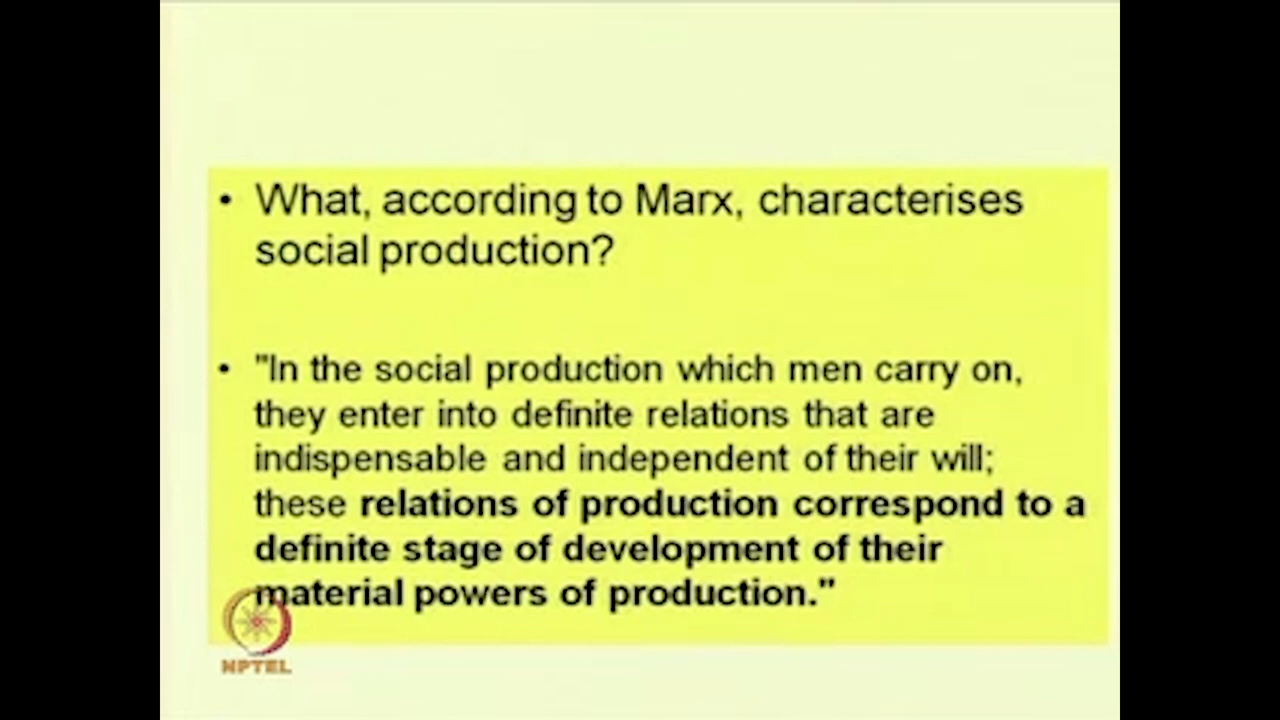 • What, according to Marx, characterises
social production?
• "In the social production which men carry on,
they enter into definite relations that are
indispensable and independent of their will;
these relations of production correspond to a
definite stage of development of their
material powers of production."
NPTEL